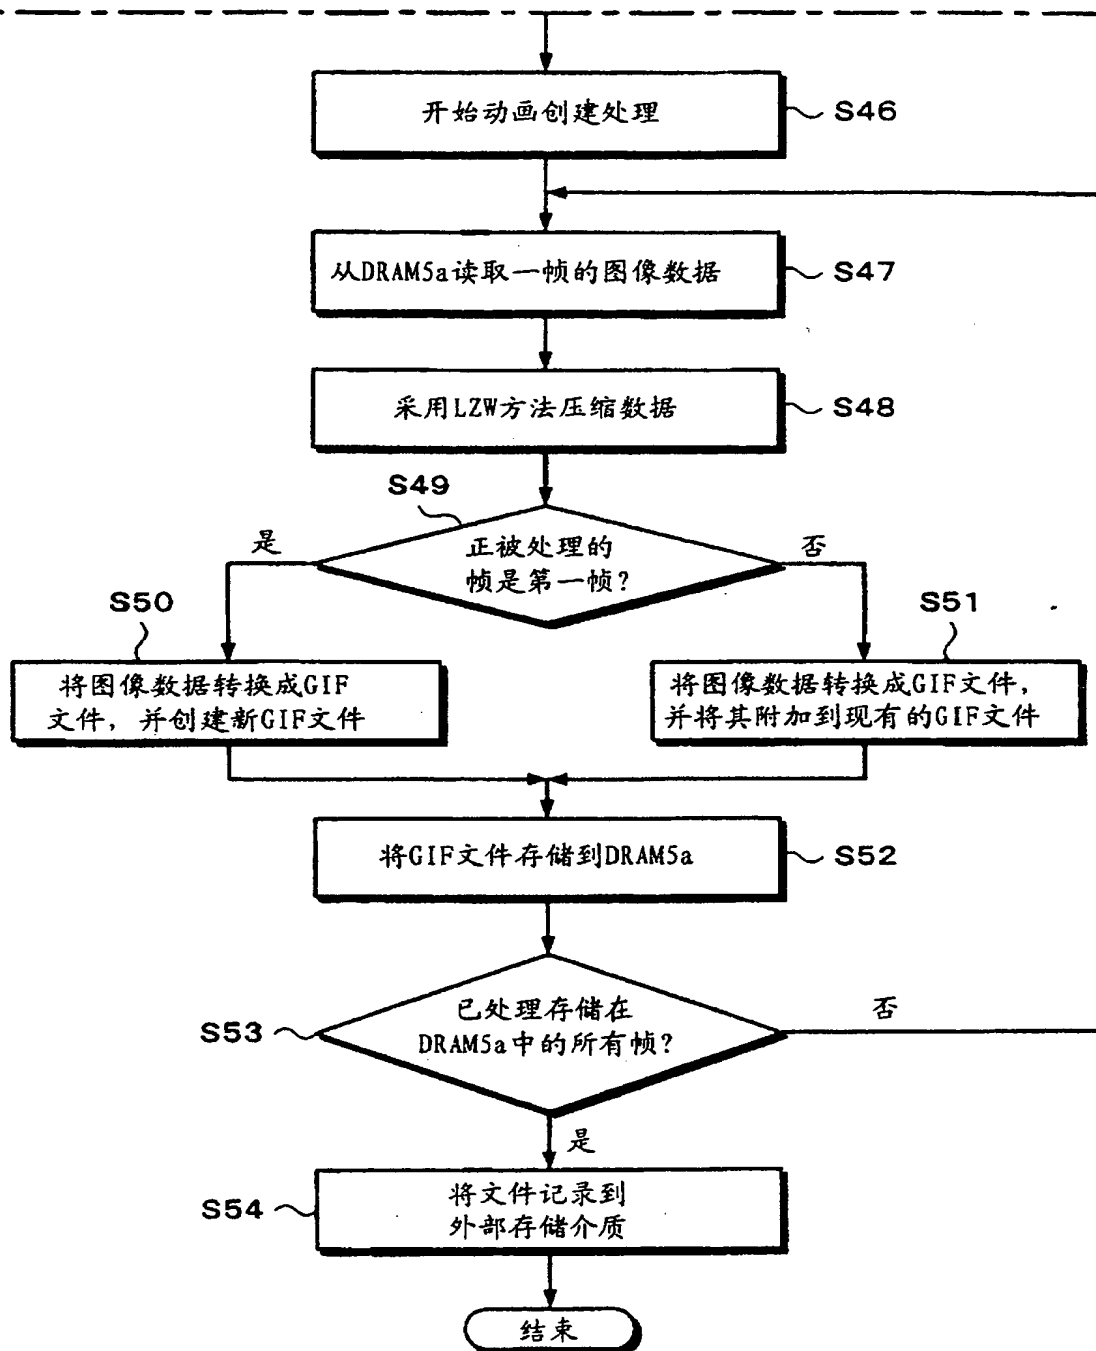 开始动画创建处理
S46
从DRAM5a读取一帧的图像数据
S47
采用LZW方法压缩数据
S48
S49
正被处理的
帧是第一帧?
是
否
S50
将图像数据转换成GIF
文件，并创建新GIF文件
S51
将图像数据转换成GIF文件，
并将其附加到现有的GIF文件
将GIF文件存储到DRAM5a
S52
S53
已处理存储在
DRAM5a中的所有帧?
否
是
S54
将文件记录到
外部存储介质
结束